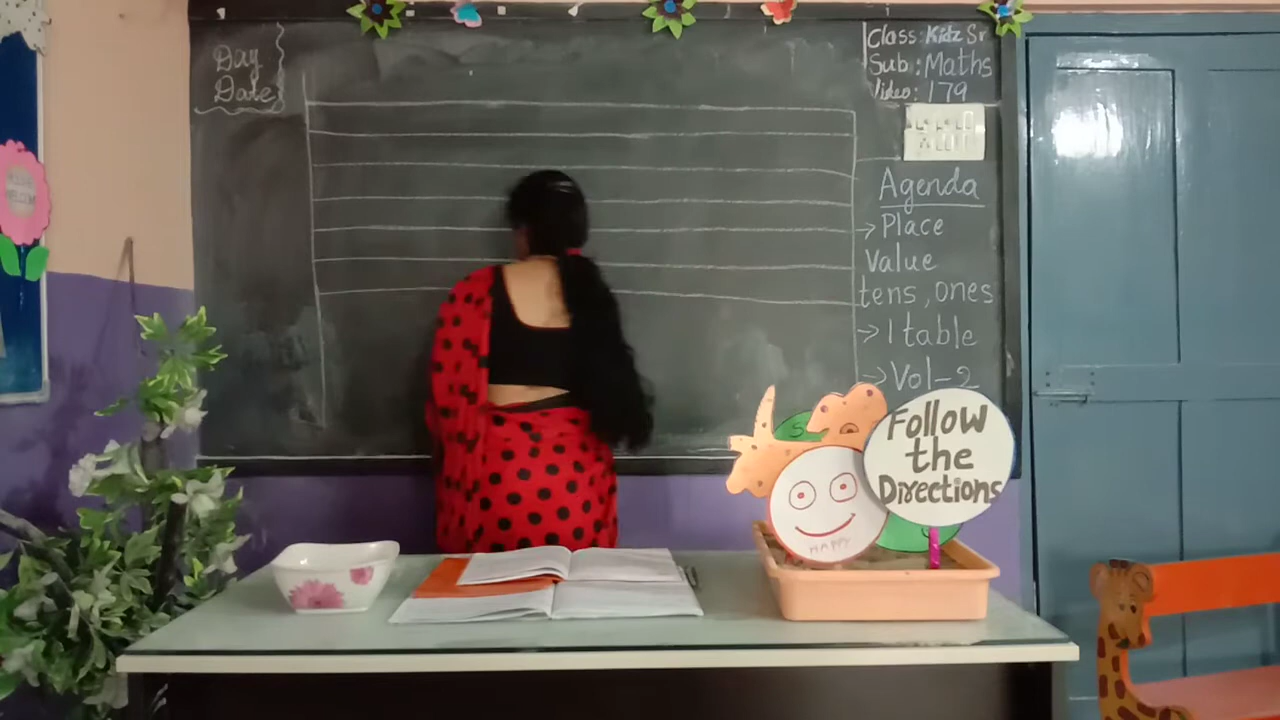 Day
Date
Class: Kidz Sr
Sub: Maths
Video: 179
Agenda
→ Place
Value
tens, ones
→ 1 table
→ Vol-2
Follow
the
Directions
HAPPY
S